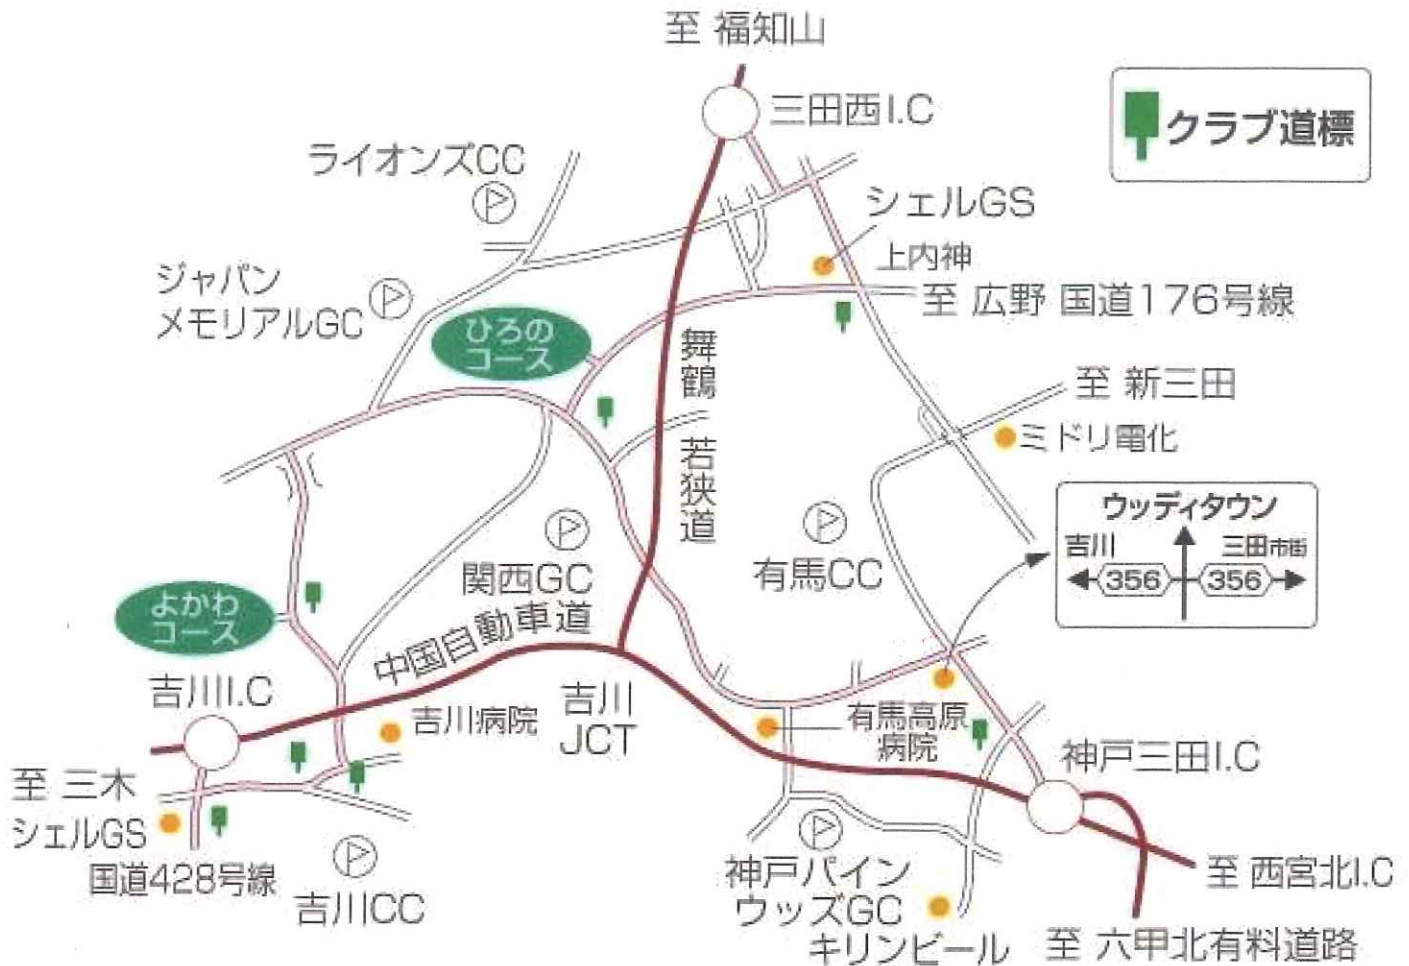 至 福知山
三田西I.C
クラブ道標
ライオンズCC
シェルGS
上内神
ジャパン
メモリアルGC
至 広野 国道176号線
ひろの
コース
舞鶴若狭道
至 新三田
ミドリ電化
ウッディタウン
吉川
三田市街
356
356
有馬CC
関西GC
中国自動車道
よかわ
コース
吉川I.C
吉川病院
吉川
JCT
有馬高原
病院
神戸三田I.C
至 三木
シェルGS
国道428号線
吉川CC
神戸パイン
ウッズGC
キリンビール
至 西宮北I.C
至 六甲北有料道路